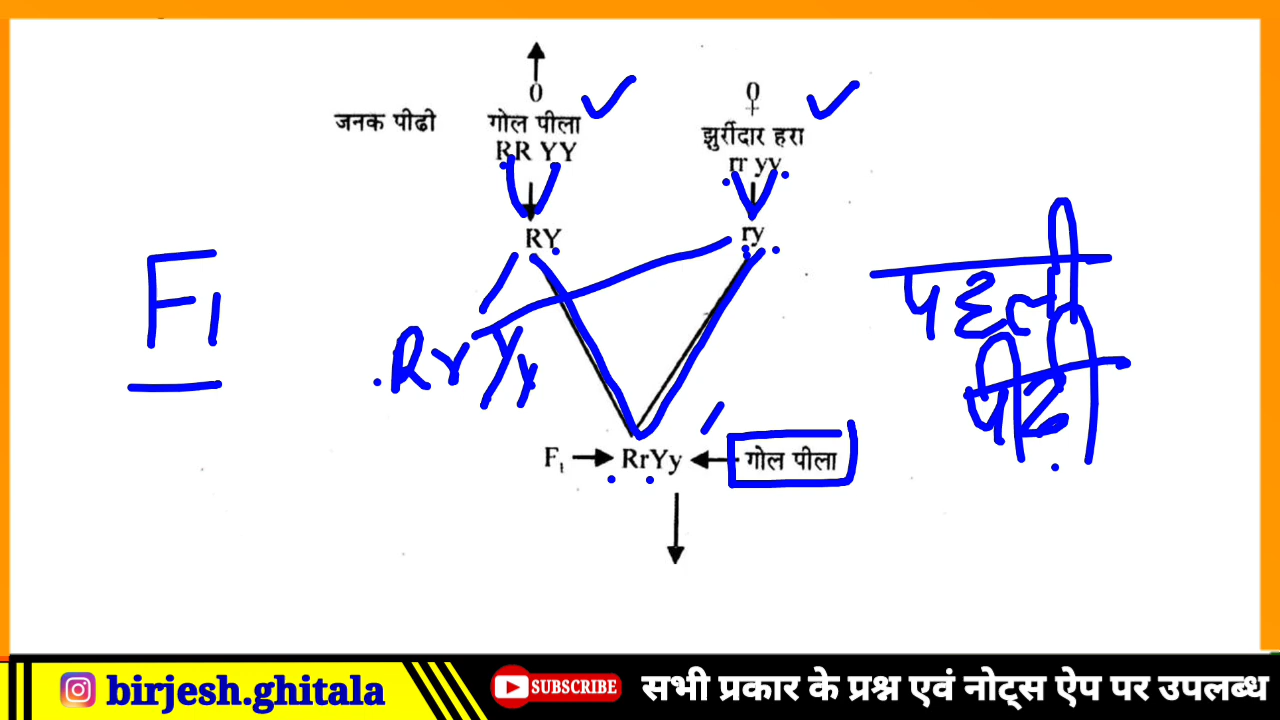 जनक पीढी
गोल पीला
RR YY
♀
झुर्रीदार हरा
rr yy
RY
ry
F1
RrYy
पहली
पीढी
F₁ → RrYy ← गोल पीला
birjesh.ghitala
SUBSCRIBE
सभी प्रकार के प्रश्न एवं नोट्स ऐप पर उपलब्ध